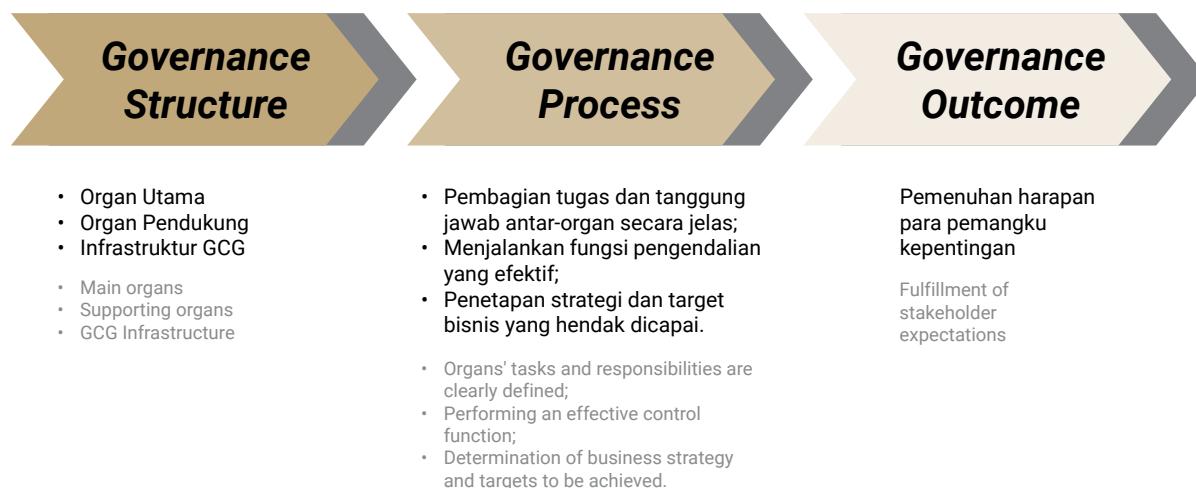 Governance
Structure
• Organ Utama
• Organ Pendukung
• Infrastruktur GCG
• Main organs
• Supporting organs
• GCG Infrastructure
Governance
Process
• Pembagian tugas dan tanggung
jawab antar-organ secara jelas;
• Menjalankan fungsi pengendalian
yang efektif;
• Penetapan strategi dan target
bisnis yang hendak dicapai.
• Organs' tasks and responsibilities are
clearly defined;
• Performing an effective control
function;
• Determination of business strategy
and targets to be achieved.
Governance
Outcome
Pemenuhan harapan
para pemangku
kepentingan
Fulfillment of
stakeholder
expectations